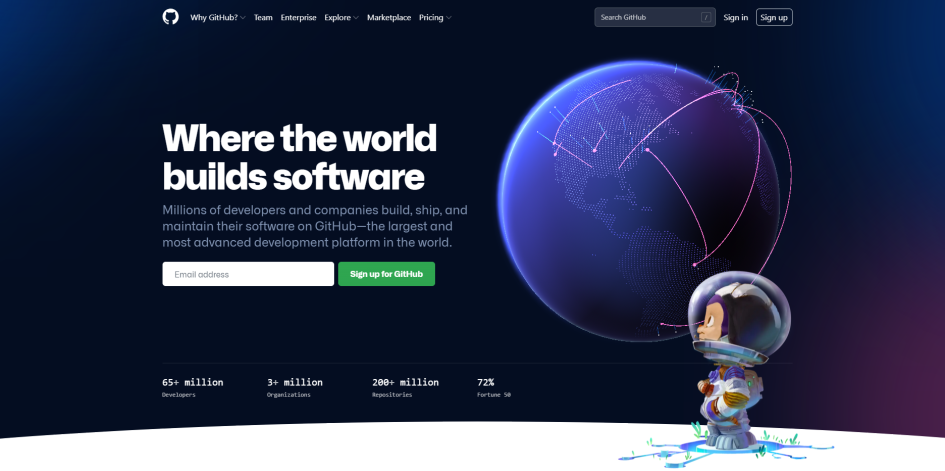 Why GitHub? Team Enterprise Explore Marketplace Pricing Search GitHub / Sign in Sign up
Where the world
builds software
Millions of developers and companies build, ship, and
maintain their software on GitHub—the largest and
most advanced development platform in the world.
Email address Sign up for GitHub
65+ million 3+ million 200+ million 72%
Developers Organizations Repositories Fortune 50